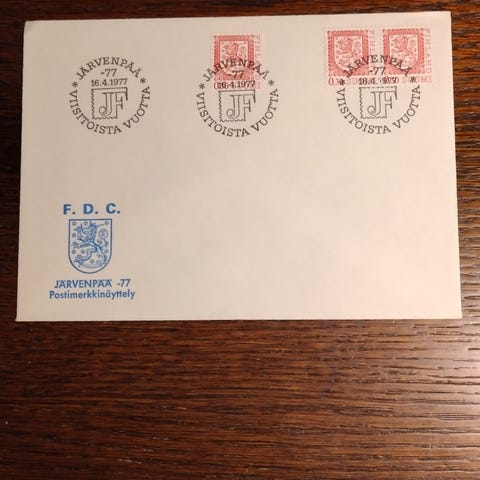 * JÄRVENPÄÄ *
-77
16.4.1977
JF
VIISITOISTA VUOTTA
* JÄRVENPÄÄ *
-77
16.4.1977
JF
VIISITOISTA VUOTTA
* JÄRVENPÄÄ *
-77
16.4.1977
JF
VIISITOISTA VUOTTA
F. D. C.
JÄRVENPÄÄ -77
Postimerkkinäyttely